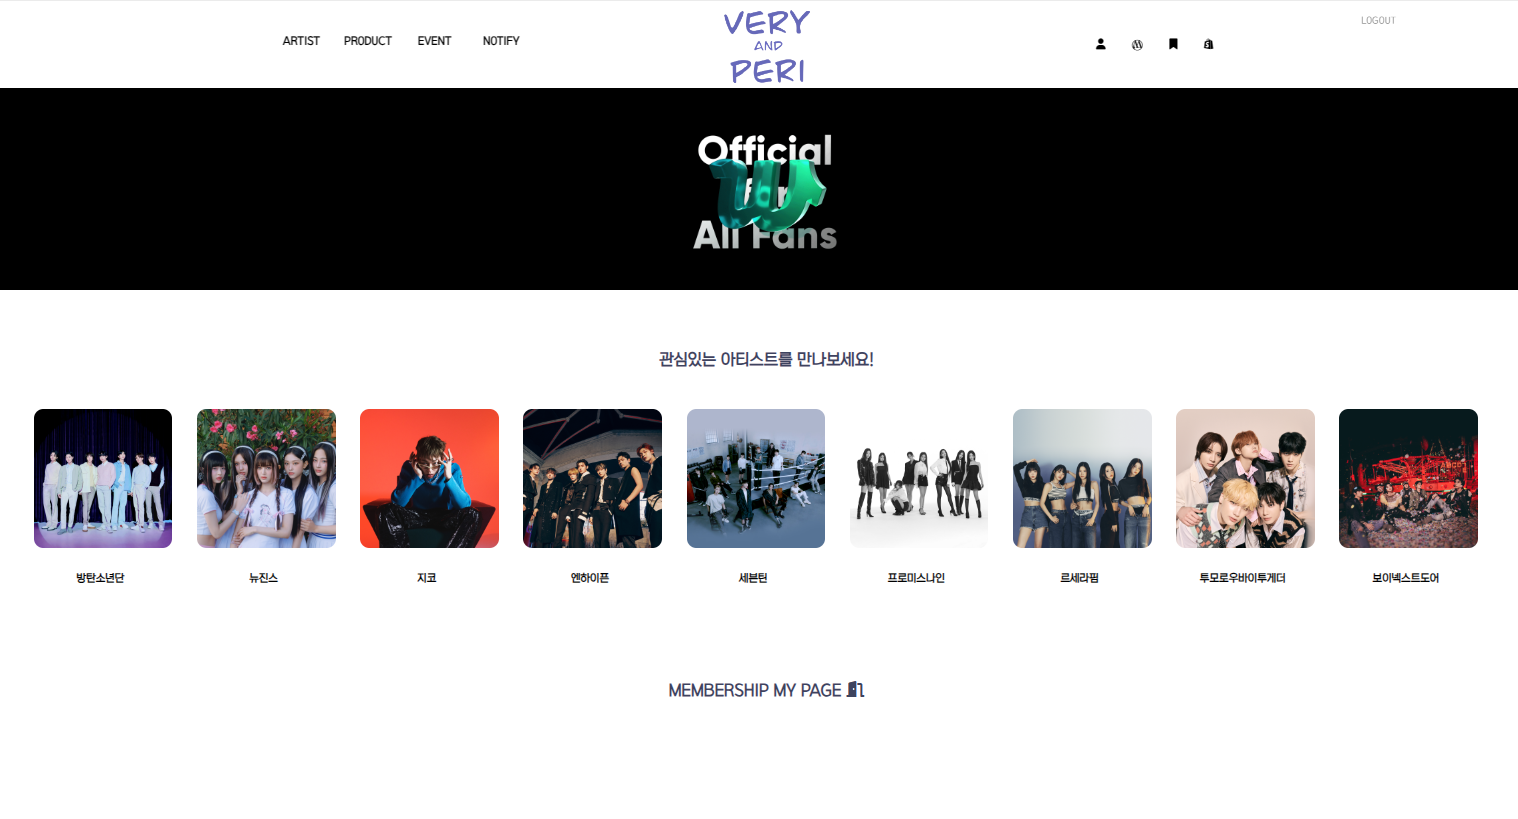 LOGOUT
ARTIST PRODUCT EVENT NOTIFY
VERY
AND
PERI
Official
for
All Fans
관심있는 아티스트를 만나보세요!
방탄소년단 뉴진스 지코 엔하이픈 세븐틴 프로미스나인 르세라핌 투모로우바이투게더 보이넥스트도어
MEMBERSHIP MY PAGE